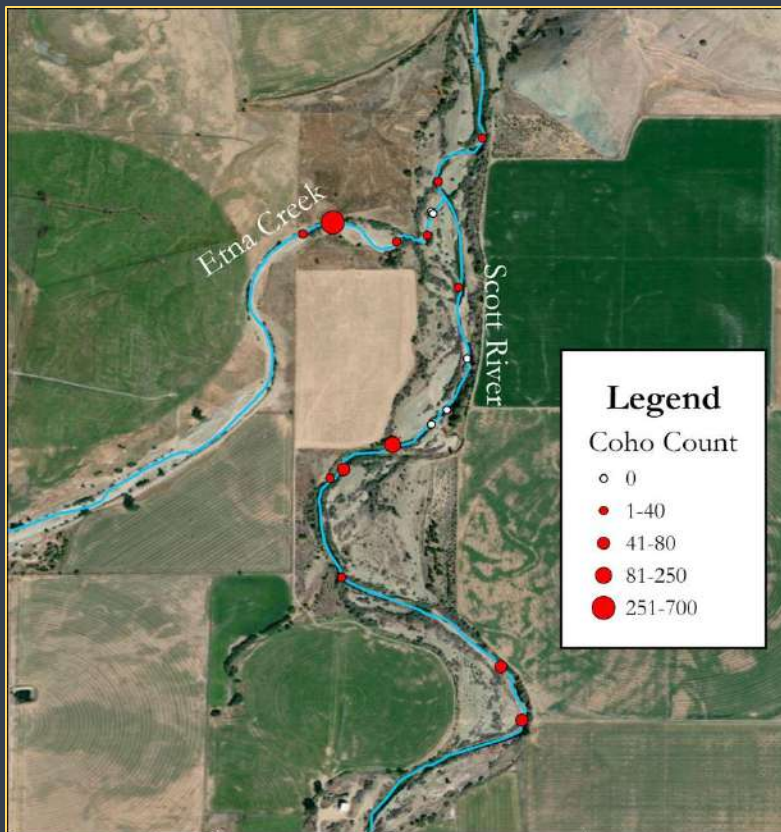 Etna Creek
Scott River
Legend
Coho Count
0
1-40
41-80
81-250
251-700